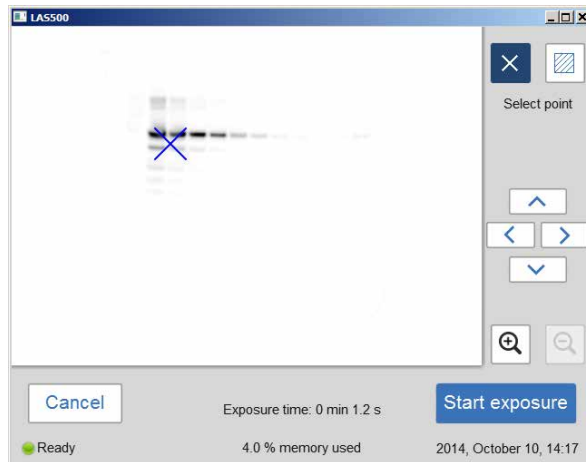 LAS500
Select point
Cancel
Exposure time: 0 min 1.2 s
Start exposure
Ready
4.0 % memory used
2014, October 10, 14:17